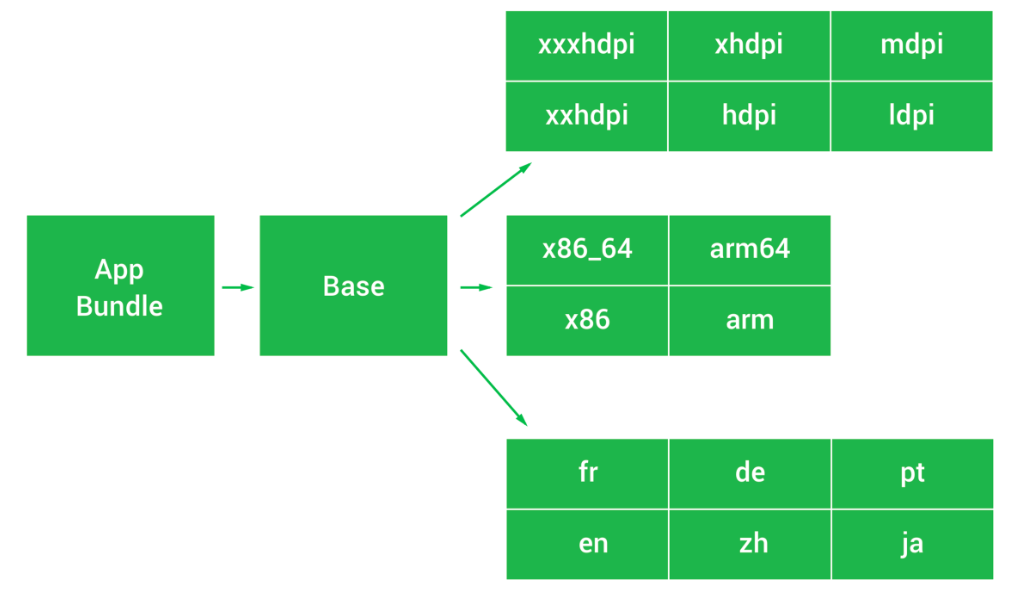 xxxhdpi xhdpi mdpi
xxhdpi hdpi ldpi
App
Bundle
Base
x86_64 arm64
x86 arm
fr de pt
en zh ja